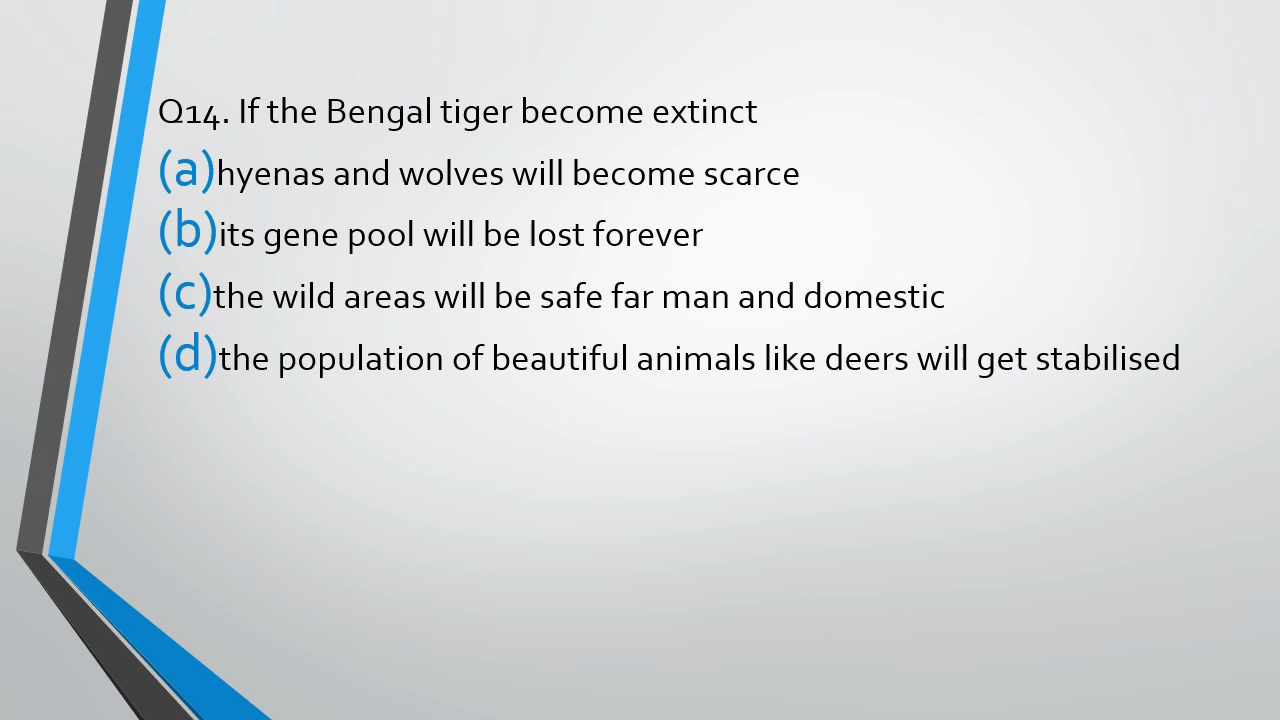 Q14. If the Bengal tiger become extinct
(a)hyenas and wolves will become scarce
(b)its gene pool will be lost forever
(c)the wild areas will be safe far man and domestic
(d)the population of beautiful animals like deers will get stabilised